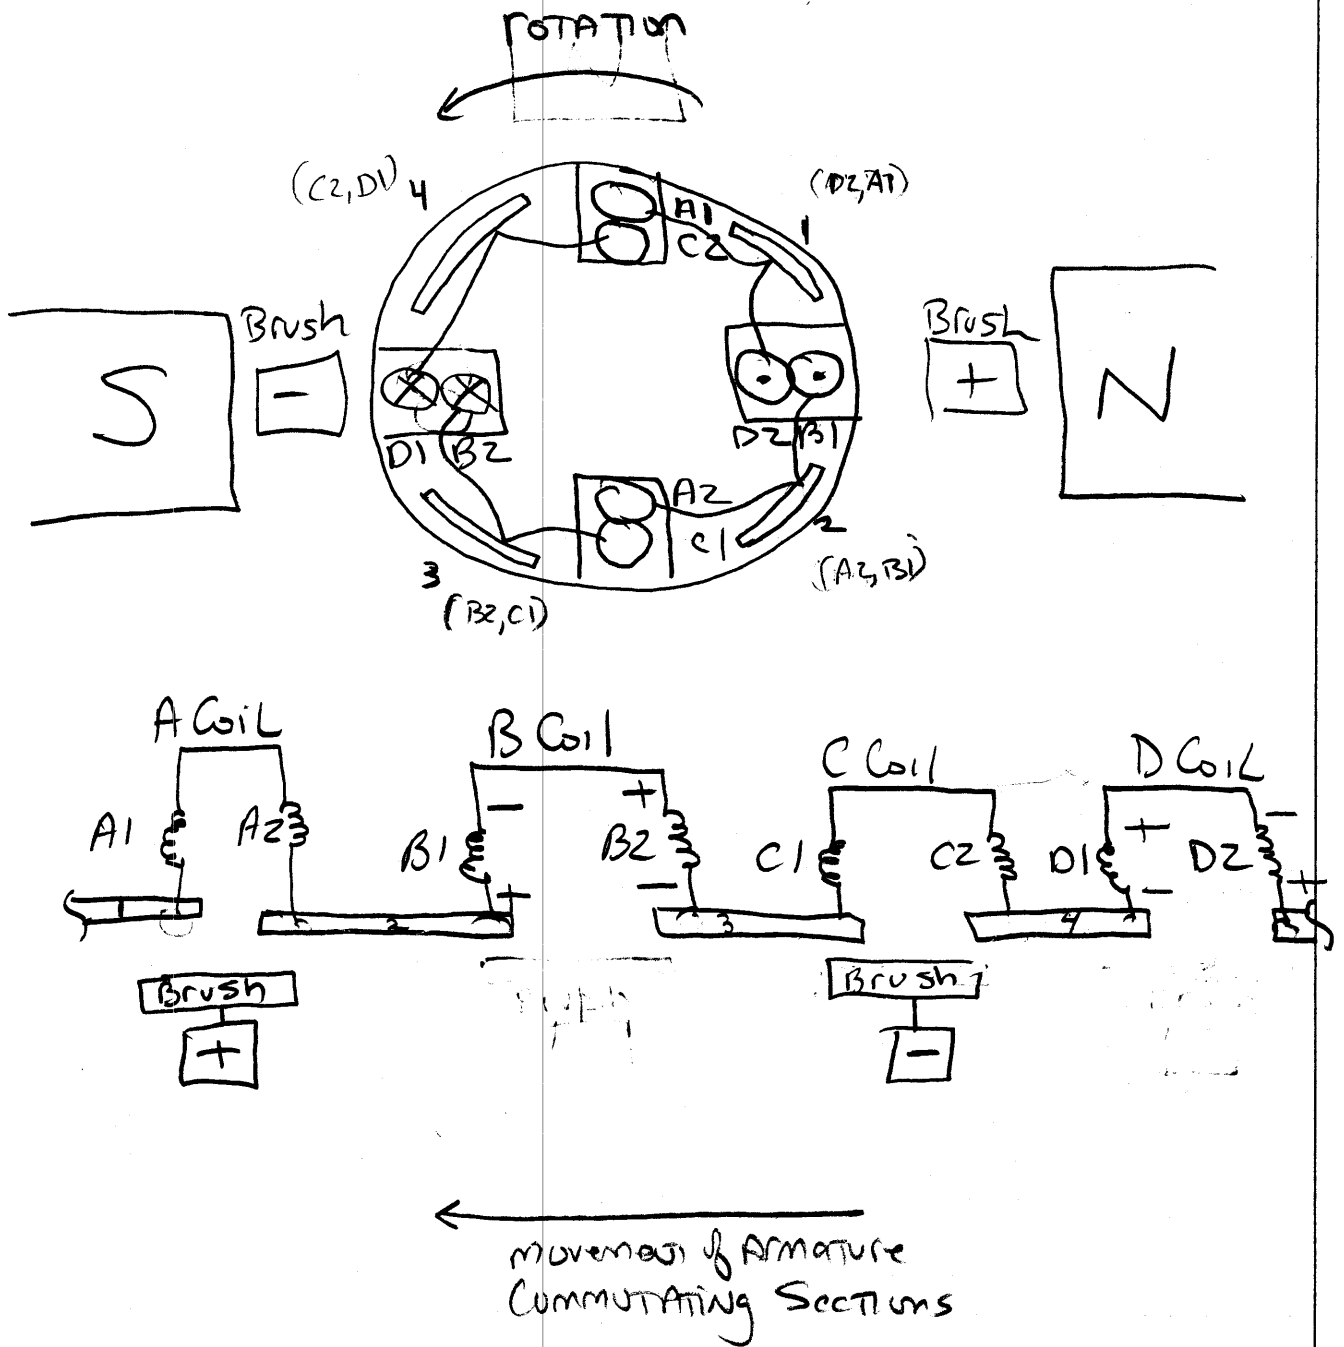 rotation
(C2,D1) 4
(D2,A1)
1
A1
C2
Brush
Brush
S
-
+
N
D1 B2
D2 B1
A2
C1
2
3
(A2,B1)
(B2,C1)
A Coil
B Coil
C Coil
D Coil
- +
+ -
A1 A2
B1 B2
C1 C2
D1 D2
+ -
- +
1 2 3 4
Brush
Brush
+
-
Movement of Armature
Commutating Sections